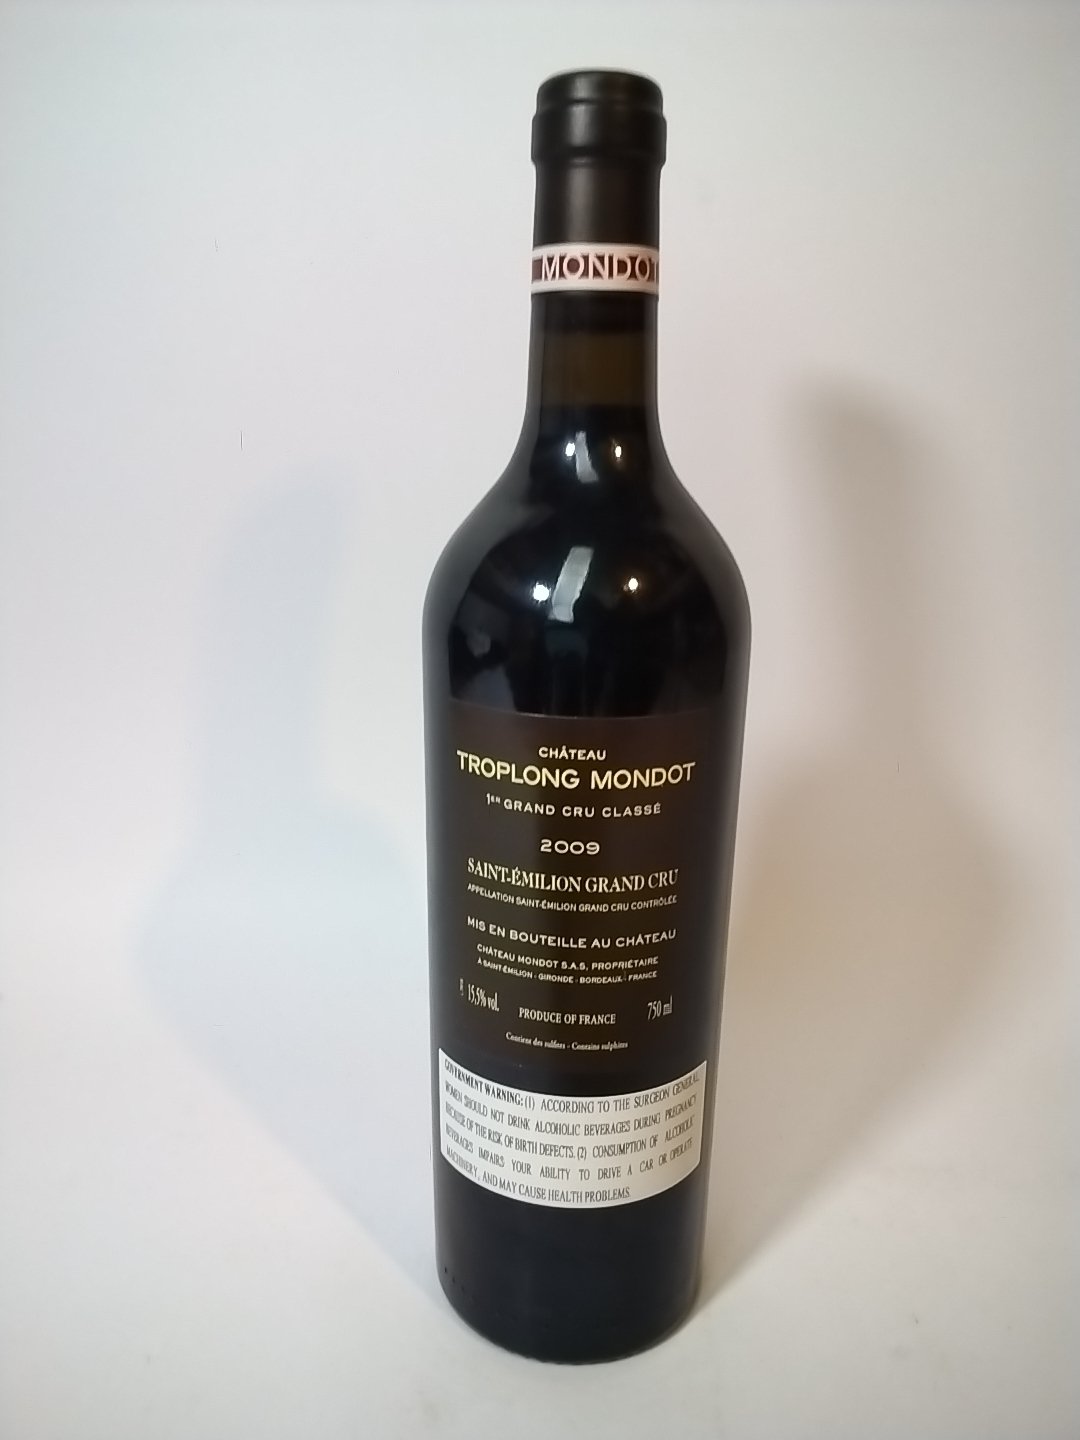 MONDOT
CHÂTEAU
TROPLONG MONDOT
1ER GRAND CRU CLASSÉ
2009
SAINT-ÉMILION GRAND CRU
APPELLATION SAINT-ÉMILION GRAND CRU CONTRÔLÉE
MIS EN BOUTEILLE AU CHÂTEAU
CHÂTEAU MONDOT S.A.S, PROPRIÉTAIRE
À SAINT-ÉMILION - GIRONDE - BORDEAUX - FRANCE
15,5% vol. PRODUCE OF FRANCE 750 ml
Contient des sulfites - Contains sulphites
GOVERNMENT WARNING: (1) ACCORDING TO THE SURGEON GENERAL,
WOMEN SHOULD NOT DRINK ALCOHOLIC BEVERAGES DURING PREGNANCY
BECAUSE OF THE RISK OF BIRTH DEFECTS. (2) CONSUMPTION OF ALCOHOLIC
BEVERAGES IMPAIRS YOUR ABILITY TO DRIVE A CAR OR OPERATE
MACHINERY, AND MAY CAUSE HEALTH PROBLEMS.